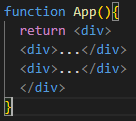 function App(){
return <div>
<div>...</div>
<div>...</div>
</div>
}